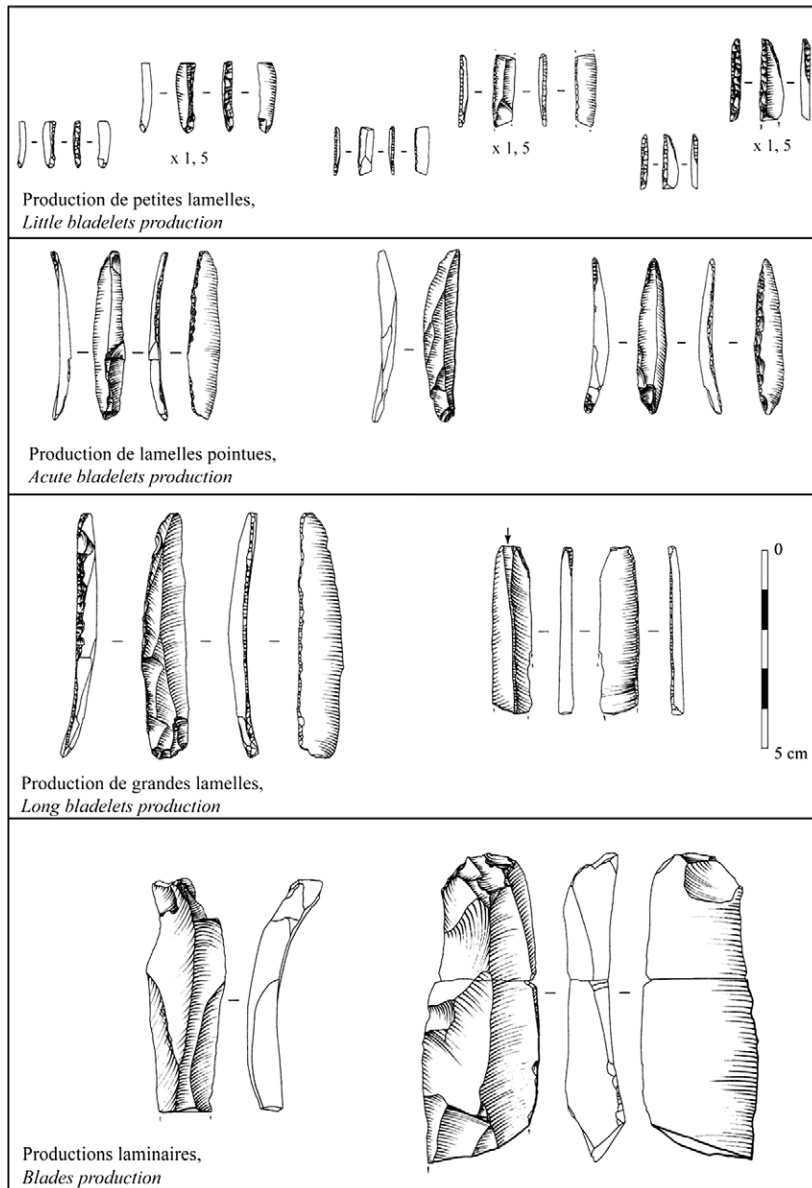 x 1, 5
x 1, 5
x 1, 5
Production de petites lamelles,
Little bladelets production
Production de lamelles pointues,
Acute bladelets production
0
5 cm
Production de grandes lamelles,
Long bladelets production
Productions laminaires,
Blades production